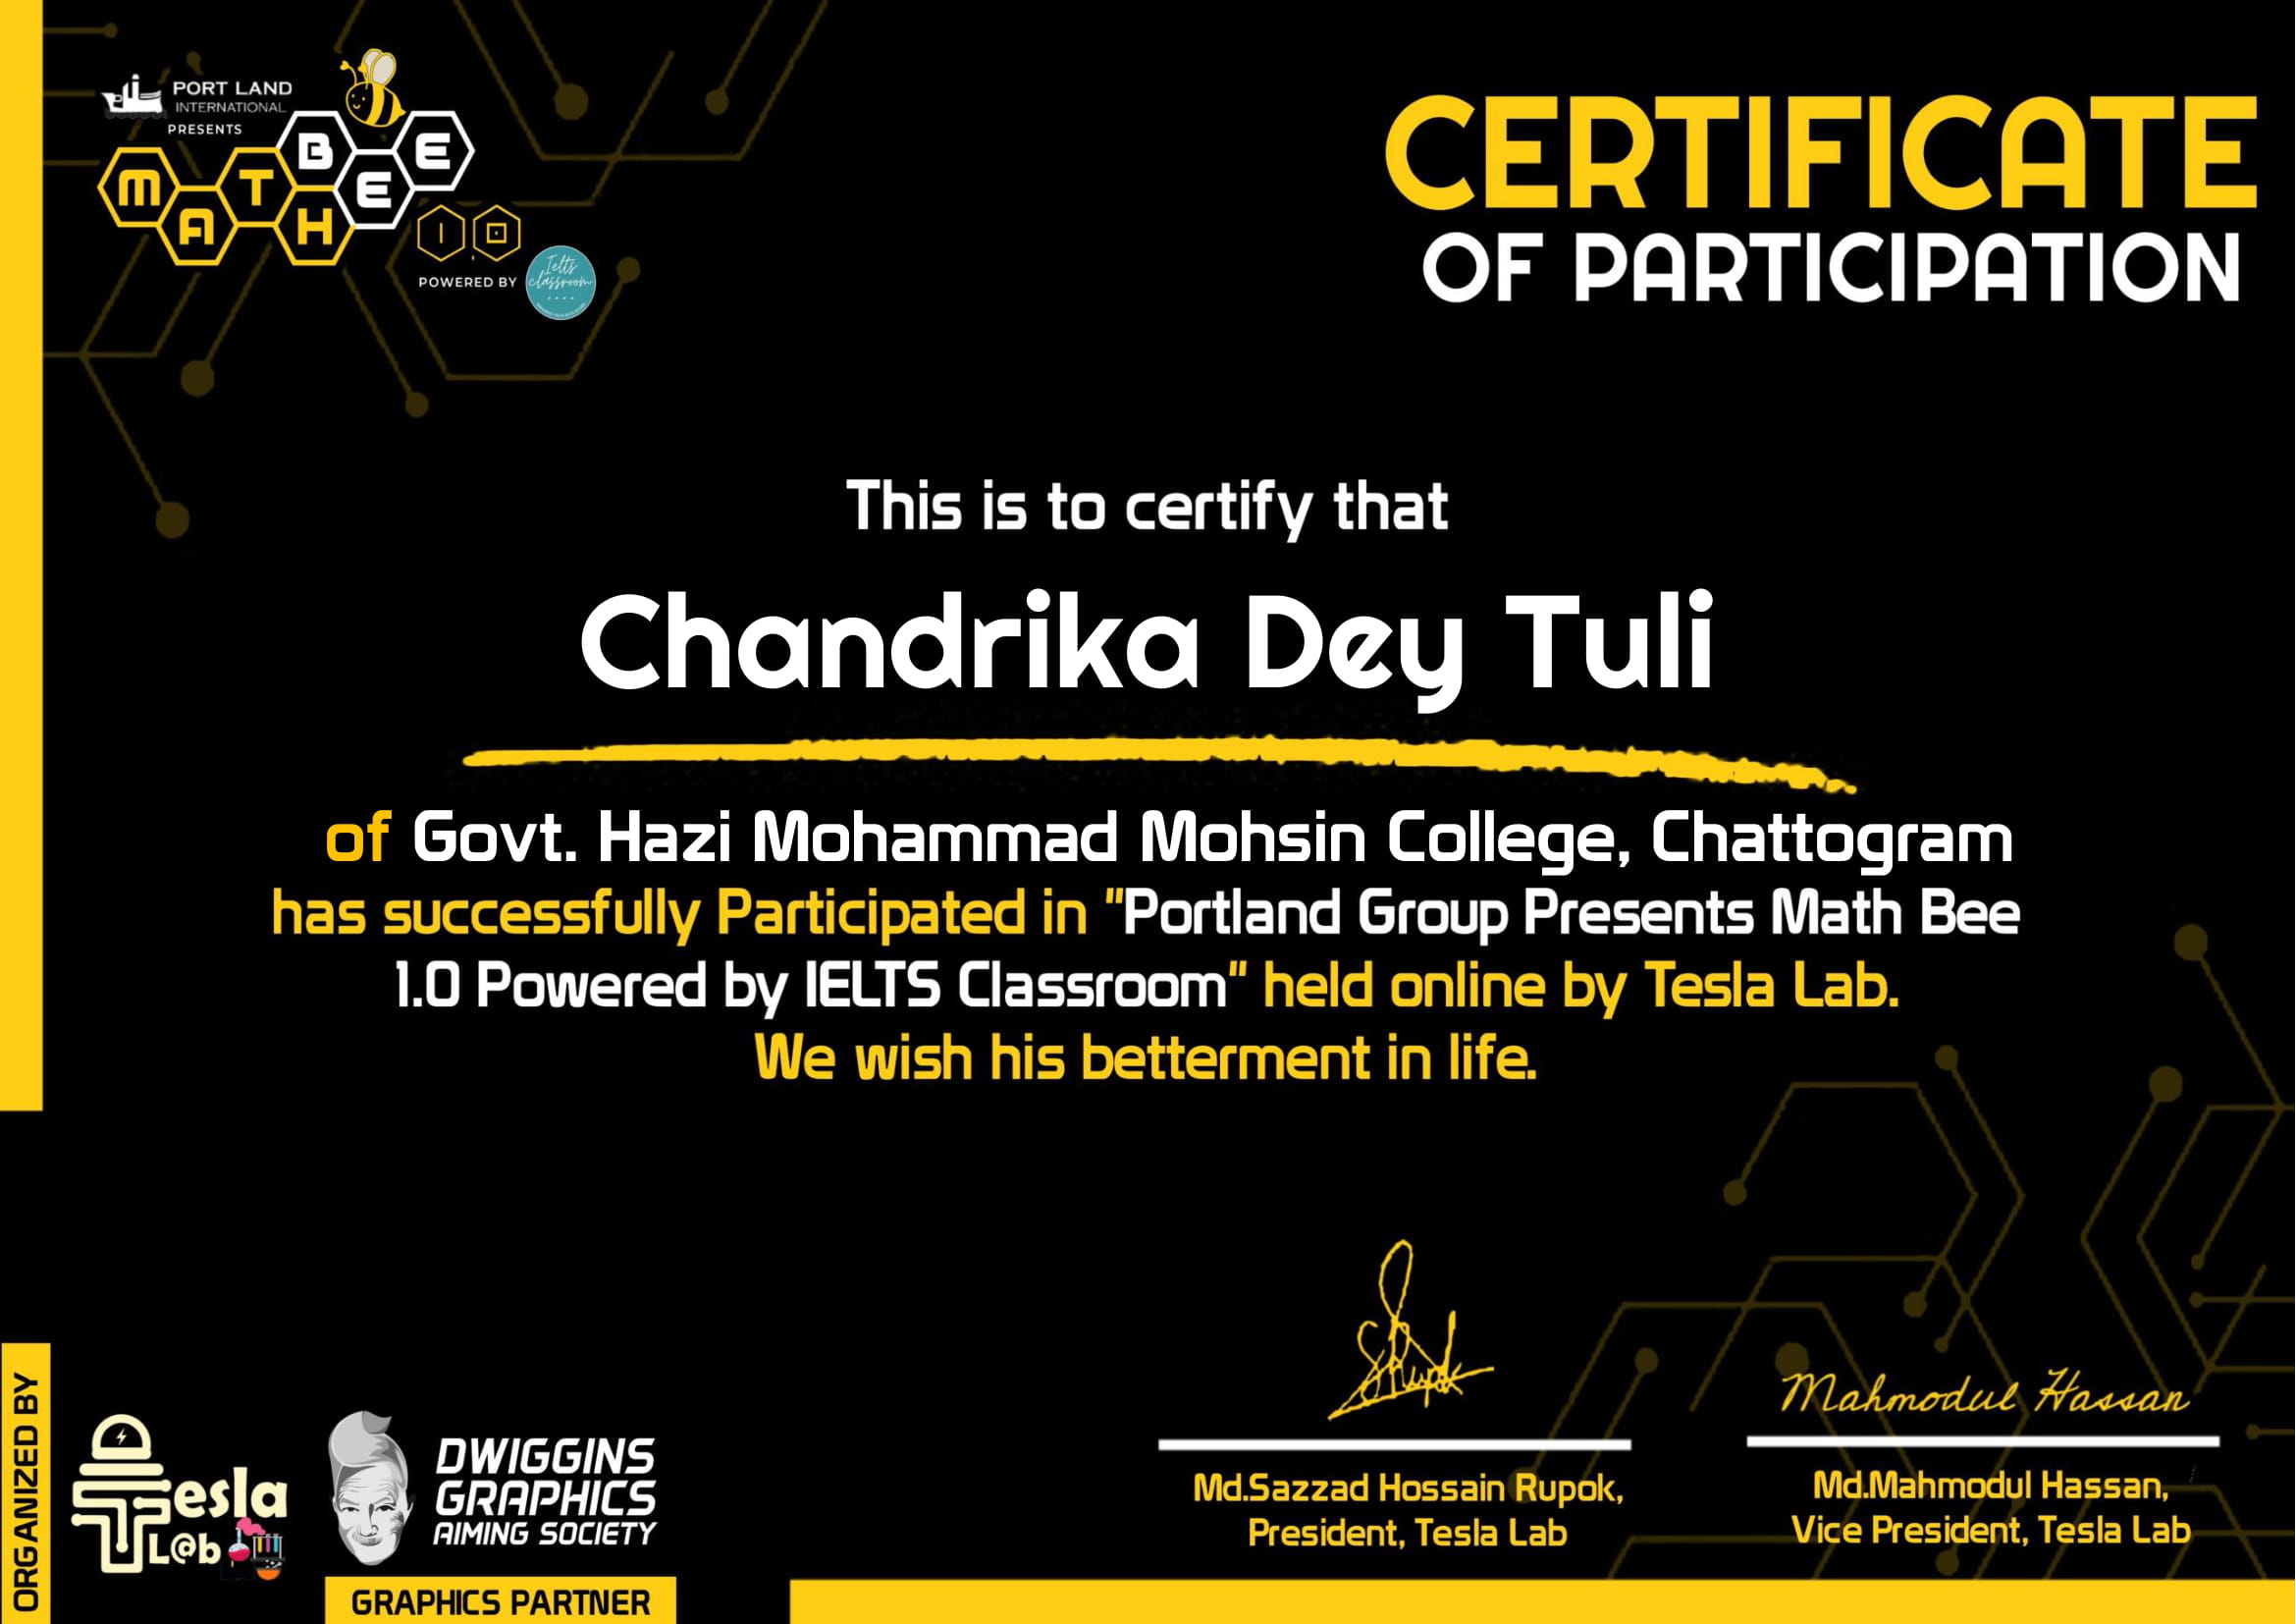 PORT LAND
INTERNATIONAL
PRESENTS
MATH BEE
1.0
POWERED BY
Ielts
classroom
CERTIFICATE
OF PARTICIPATION
This is to certify that
Chandrika Dey Tuli
of Govt. Hazi Mohammad Mohsin College, Chattogram
has successfully Participated in "Portland Group Presents Math Bee
1.0 Powered by IELTS Classroom" held online by Tesla Lab.
We wish his betterment in life.
Mahmodul Hassan
Md.Sazzad Hossain Rupok,
President, Tesla Lab
Md.Mahmodul Hassan,
Vice President, Tesla Lab
ORGANIZED BY
Tesla
L@b
DWIGGINS
GRAPHICS
AIMING SOCIETY
GRAPHICS PARTNER